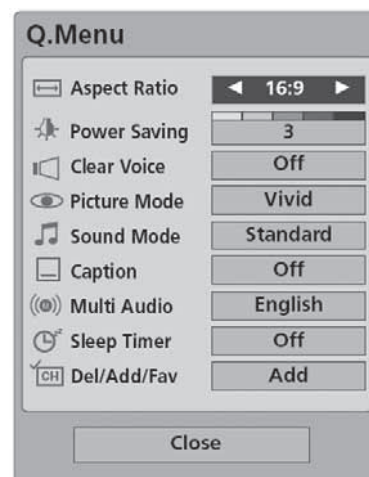 Q.Menu
Aspect Ratio ◄ 16:9 ►
Power Saving 3
Clear Voice Off
Picture Mode Vivid
Sound Mode Standard
Caption Off
Multi Audio English
Sleep Timer Off
CH Del/Add/Fav Add
Close